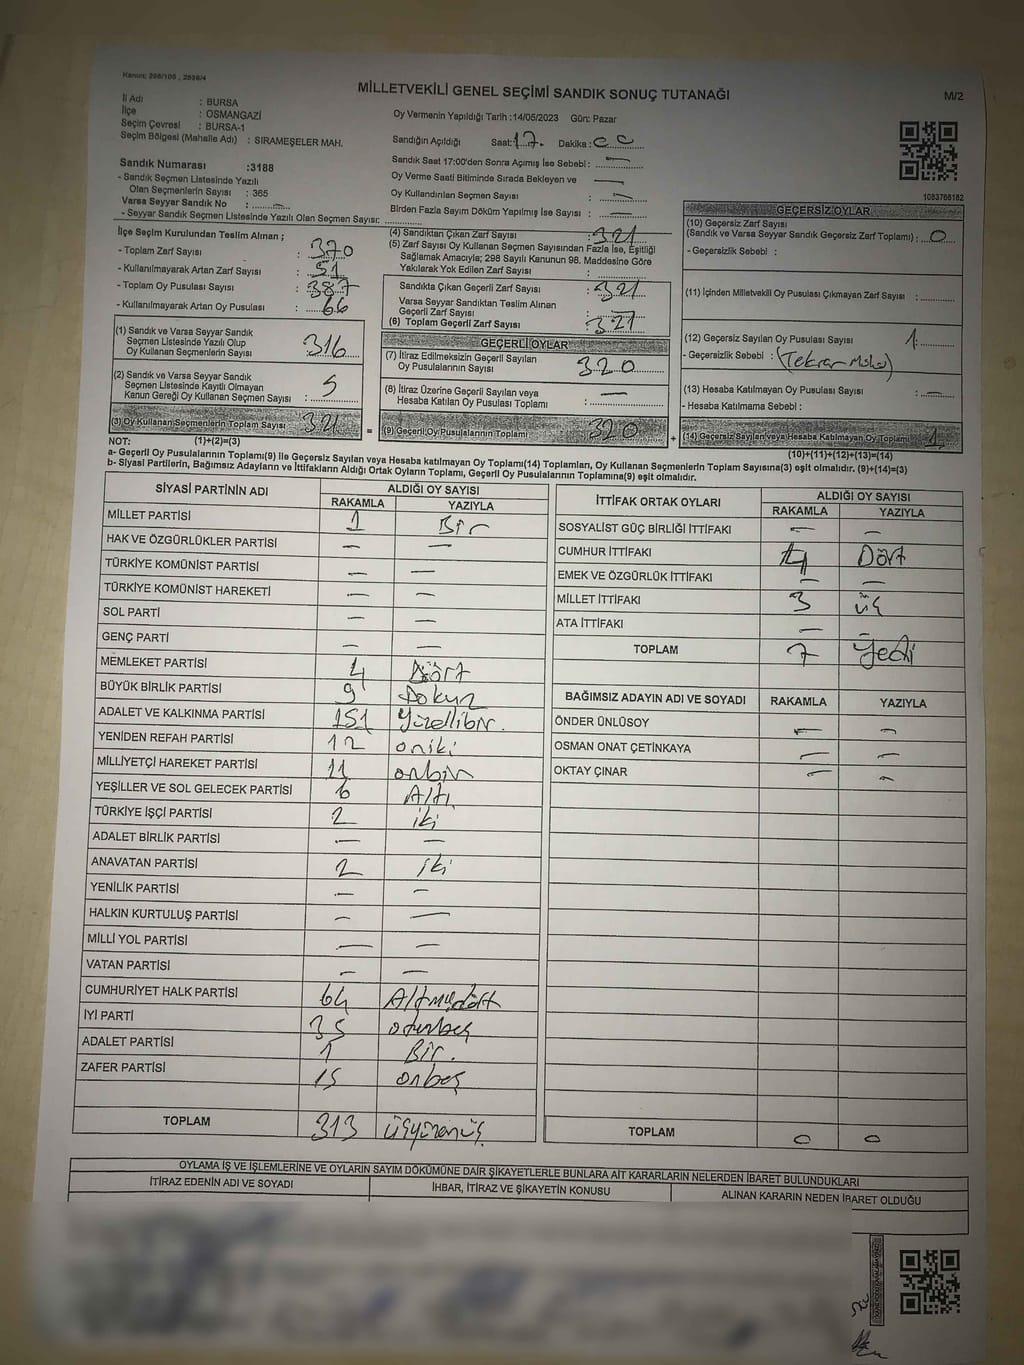 Kanun: 298/105 , 2839/4
MİLLETVEKİLİ GENEL SEÇİMİ SANDIK SONUÇ TUTANAĞI
M/2
İl Adı : BURSA
İlçe : OSMANGAZİ
Seçim Çevresi : BURSA-1
Seçim Bölgesi (Mahalle Adı) : SIRAMEŞELER MAH.
Sandık Numarası :3188
- Sandık Seçmen Listesinde Yazılı
Olan Seçmenlerin Sayısı : 365
Varsa Seyyar Sandık No : —
- Seyyar Sandık Seçmen Listesinde Yazılı Olan Seçmen Sayısı:
Oy Vermenin Yapıldığı Tarih :14/05/2023 Gün: Pazar
Sandığın Açıldığı Saat: 17. Dakika :
Sandık Saat 17:00'den Sonra Açımış İse Sebebi : —
Oy Verme Saati Bitiminde Sırada Bekleyen ve —
Oy Kullandırılan Seçmen Sayısı : —
Birden Fazla Sayım Döküm Yapılmış İse Sayısı : —
1083766182
İlçe Seçim Kurulundan Teslim Alınan ;
- Toplam Zarf Sayısı : 370
- Kullanılmayarak Artan Zarf Sayısı : 51
- Toplam Oy Pusulası Sayısı : 387
- Kullanılmayarak Artan Oy Pusulası : 66
(1) Sandık ve Varsa Seyyar Sandık
Seçmen Listesinde Yazılı Olup
Oy Kullanan Seçmenlerin Sayısı : 316
(2) Sandık ve Varsa Seyyar Sandık
Seçmen Listesinde Kayıtlı Olmayan
Kanun Gereği Oy Kullanan Seçmen Sayısı : 5
(3) Oy Kullanan Seçmenlerin Toplam Sayısı 321
(4) Sandıktan Çıkan Zarf Sayısı : 321
(5) Zarf Sayısı Oy Kullanan Seçmen Sayısından Fazla İse, Eşitliği
Sağlamak Amacıyla; 298 Sayılı Kanunun 98. Maddesine Göre
Yakılarak Yok Edilen Zarf Sayısı :
Sandıkta Çıkan Geçerli Zarf Sayısı : 321
Varsa Seyyar Sandıktan Teslim Alınan
Geçerli Zarf Sayısı :
(6) Toplam Geçerli Zarf Sayısı : 321
GEÇERLİ OYLAR
(7) İtiraz Edilmeksizin Geçerli Sayılan
Oy Pusulalarının Sayısı : 320
(8) İtiraz Üzerine Geçerli Sayılan veya
Hesaba Katılan Oy Pusulası Toplamı : —
= (9) Geçerli Oy Pusulalarının Toplamı 320
GEÇERSİZ OYLAR
(10) Geçersiz Zarf Sayısı
(Sandık ve Varsa Seyyar Sandık Geçersiz Zarf Toplamı) : 0
- Geçersizlik Sebebi :
(11) İçinden Milletvekili Oy Pusulası Çıkmayan Zarf Sayısı :
(12) Geçersiz Sayılan Oy Pusulası Sayısı : 1
- Geçersizlik Sebebi :
(13) Hesaba Katılmayan Oy Pusulası Sayısı : —
- Hesaba Katılmama Sebebi :
+ (14) Geçersiz Sayılan veya Hesaba Katılmayan Oy Toplamı 1
NOT: (1)+(2)=(3) (10)+(11)+(12)+(13)=(14)
a- Geçerli Oy Pusulaları Toplamı(9) İle Geçersiz Sayılan veya Hesaba katılmayan Oy Toplamı(14) Toplamları, Oy Kullanan Seçmenlerin Toplam Sayısına(3) eşit olmalıdır. (9)+(14)=(3)
b- Siyasi Partilerin, Bağımsız Adayların ve İttifakların Aldığı Ortak Oyların Toplamı, Geçerli Oy Pusulalarının Toplamına(9) eşit olmalıdır.
SİYASİ PARTİNİN ADI ALDIĞI OY SAYISI
RAKAMLA YAZIYLA
MİLLET PARTİSİ 1 Bir
HAK VE ÖZGÜRLÜKLER PARTİSİ — —
TÜRKİYE KOMÜNİST PARTİSİ — —
TÜRKİYE KOMÜNİST HAREKETİ — —
SOL PARTİ — —
GENÇ PARTİ — —
MEMLEKET PARTİSİ 4 Dört
BÜYÜK BİRLİK PARTİSİ 9 Dokuz
ADALET VE KALKINMA PARTİSİ 151 Yüzellibir.
YENİDEN REFAH PARTİSİ 12 oniki
MİLLİYETÇİ HAREKET PARTİSİ 11 onbir
YEŞİLLER VE SOL GELECEK PARTİSİ 6 Altı
TÜRKİYE İŞÇİ PARTİSİ 2 iki
ADALET BİRLİK PARTİSİ — —
ANAVATAN PARTİSİ 2 iki
YENİLİK PARTİSİ — —
HALKIN KURTULUŞ PARTİSİ — —
MİLLİ YOL PARTİSİ — —
VATAN PARTİSİ — —
CUMHURİYET HALK PARTİSİ 64 Altmışdört
İYİ PARTİ 35 otuzbeş
ADALET PARTİSİ 1 Bir.
ZAFER PARTİSİ 15 onbeş
TOPLAM 313 üçyüzonüç
İTTİFAK ORTAK OYLARI ALDIĞI OY SAYISI
RAKAMLA YAZIYLA
SOSYALİST GÜÇ BİRLİĞİ İTTİFAKI — —
CUMHUR İTTİFAKI 4 Dört
EMEK VE ÖZGÜRLÜK İTTİFAKI — —
MİLLET İTTİFAKI 3 üç
ATA İTTİFAKI — —
TOPLAM 7 Yedi
BAĞIMSIZ ADAYIN ADI VE SOYADI RAKAMLA YAZIYLA
ÖNDER ÜNLÜSOY — —
OSMAN ONAT ÇETİNKAYA — —
OKTAY ÇINAR — —
TOPLAM 0 0
OYLAMA İŞ VE İŞLEMLERİNE VE OYLARIN SAYIM DÖKÜMÜNE DAİR ŞİKAYETLERLE BUNLARA AİT KARARLARIN NELERDEN İBARET BULUNDUKLARI
İTİRAZ EDENİN ADI VE SOYADI İHBAR, İTİRAZ VE ŞİKAYETİN KONUSU ALINAN KARARIN NEDEN İBARET OLDUĞU